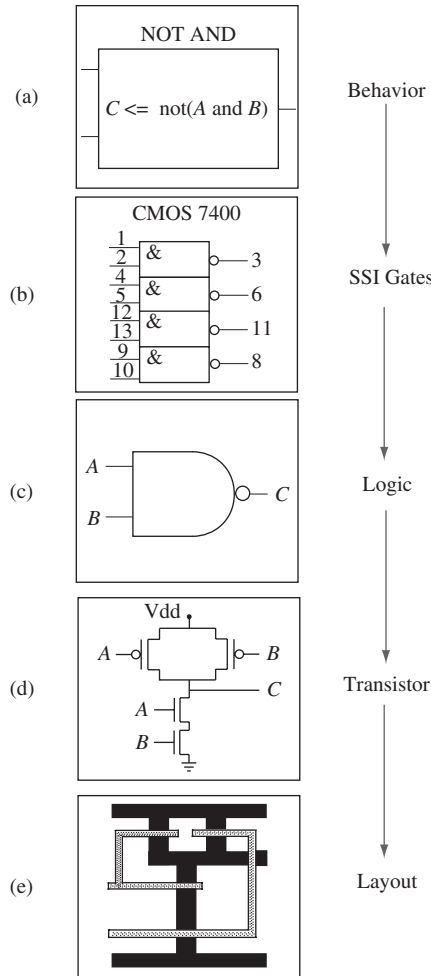 NOT AND
(a)
C <= not(A and B)
Behavior
CMOS 7400
(b)
1
&
2
3
4
&
5
6
12
&
13
11
9
&
10
8
SSI Gates
(c)
A
B
C
Logic
Vdd
(d)
A
B
C
A
B
Transistor
(e)
Layout